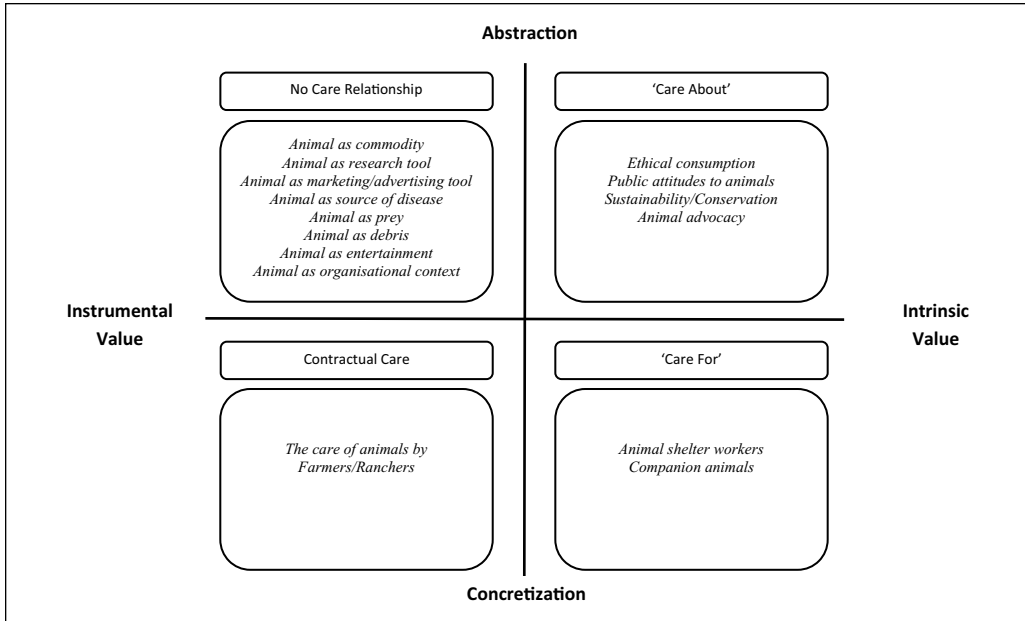 Abstraction
No Care Relationship
Animal as commodity
Animal as research tool
Animal as marketing/advertising tool
Animal as source of disease
Animal as prey
Animal as debris
Animal as entertainment
Animal as organisational context
‘Care About’
Ethical consumption
Public attitudes to animals
Sustainability/Conservation
Animal advocacy
Instrumental
Value
Intrinsic
Value
Contractual Care
The care of animals by
Farmers/Ranchers
‘Care For’
Animal shelter workers
Companion animals
Concretization